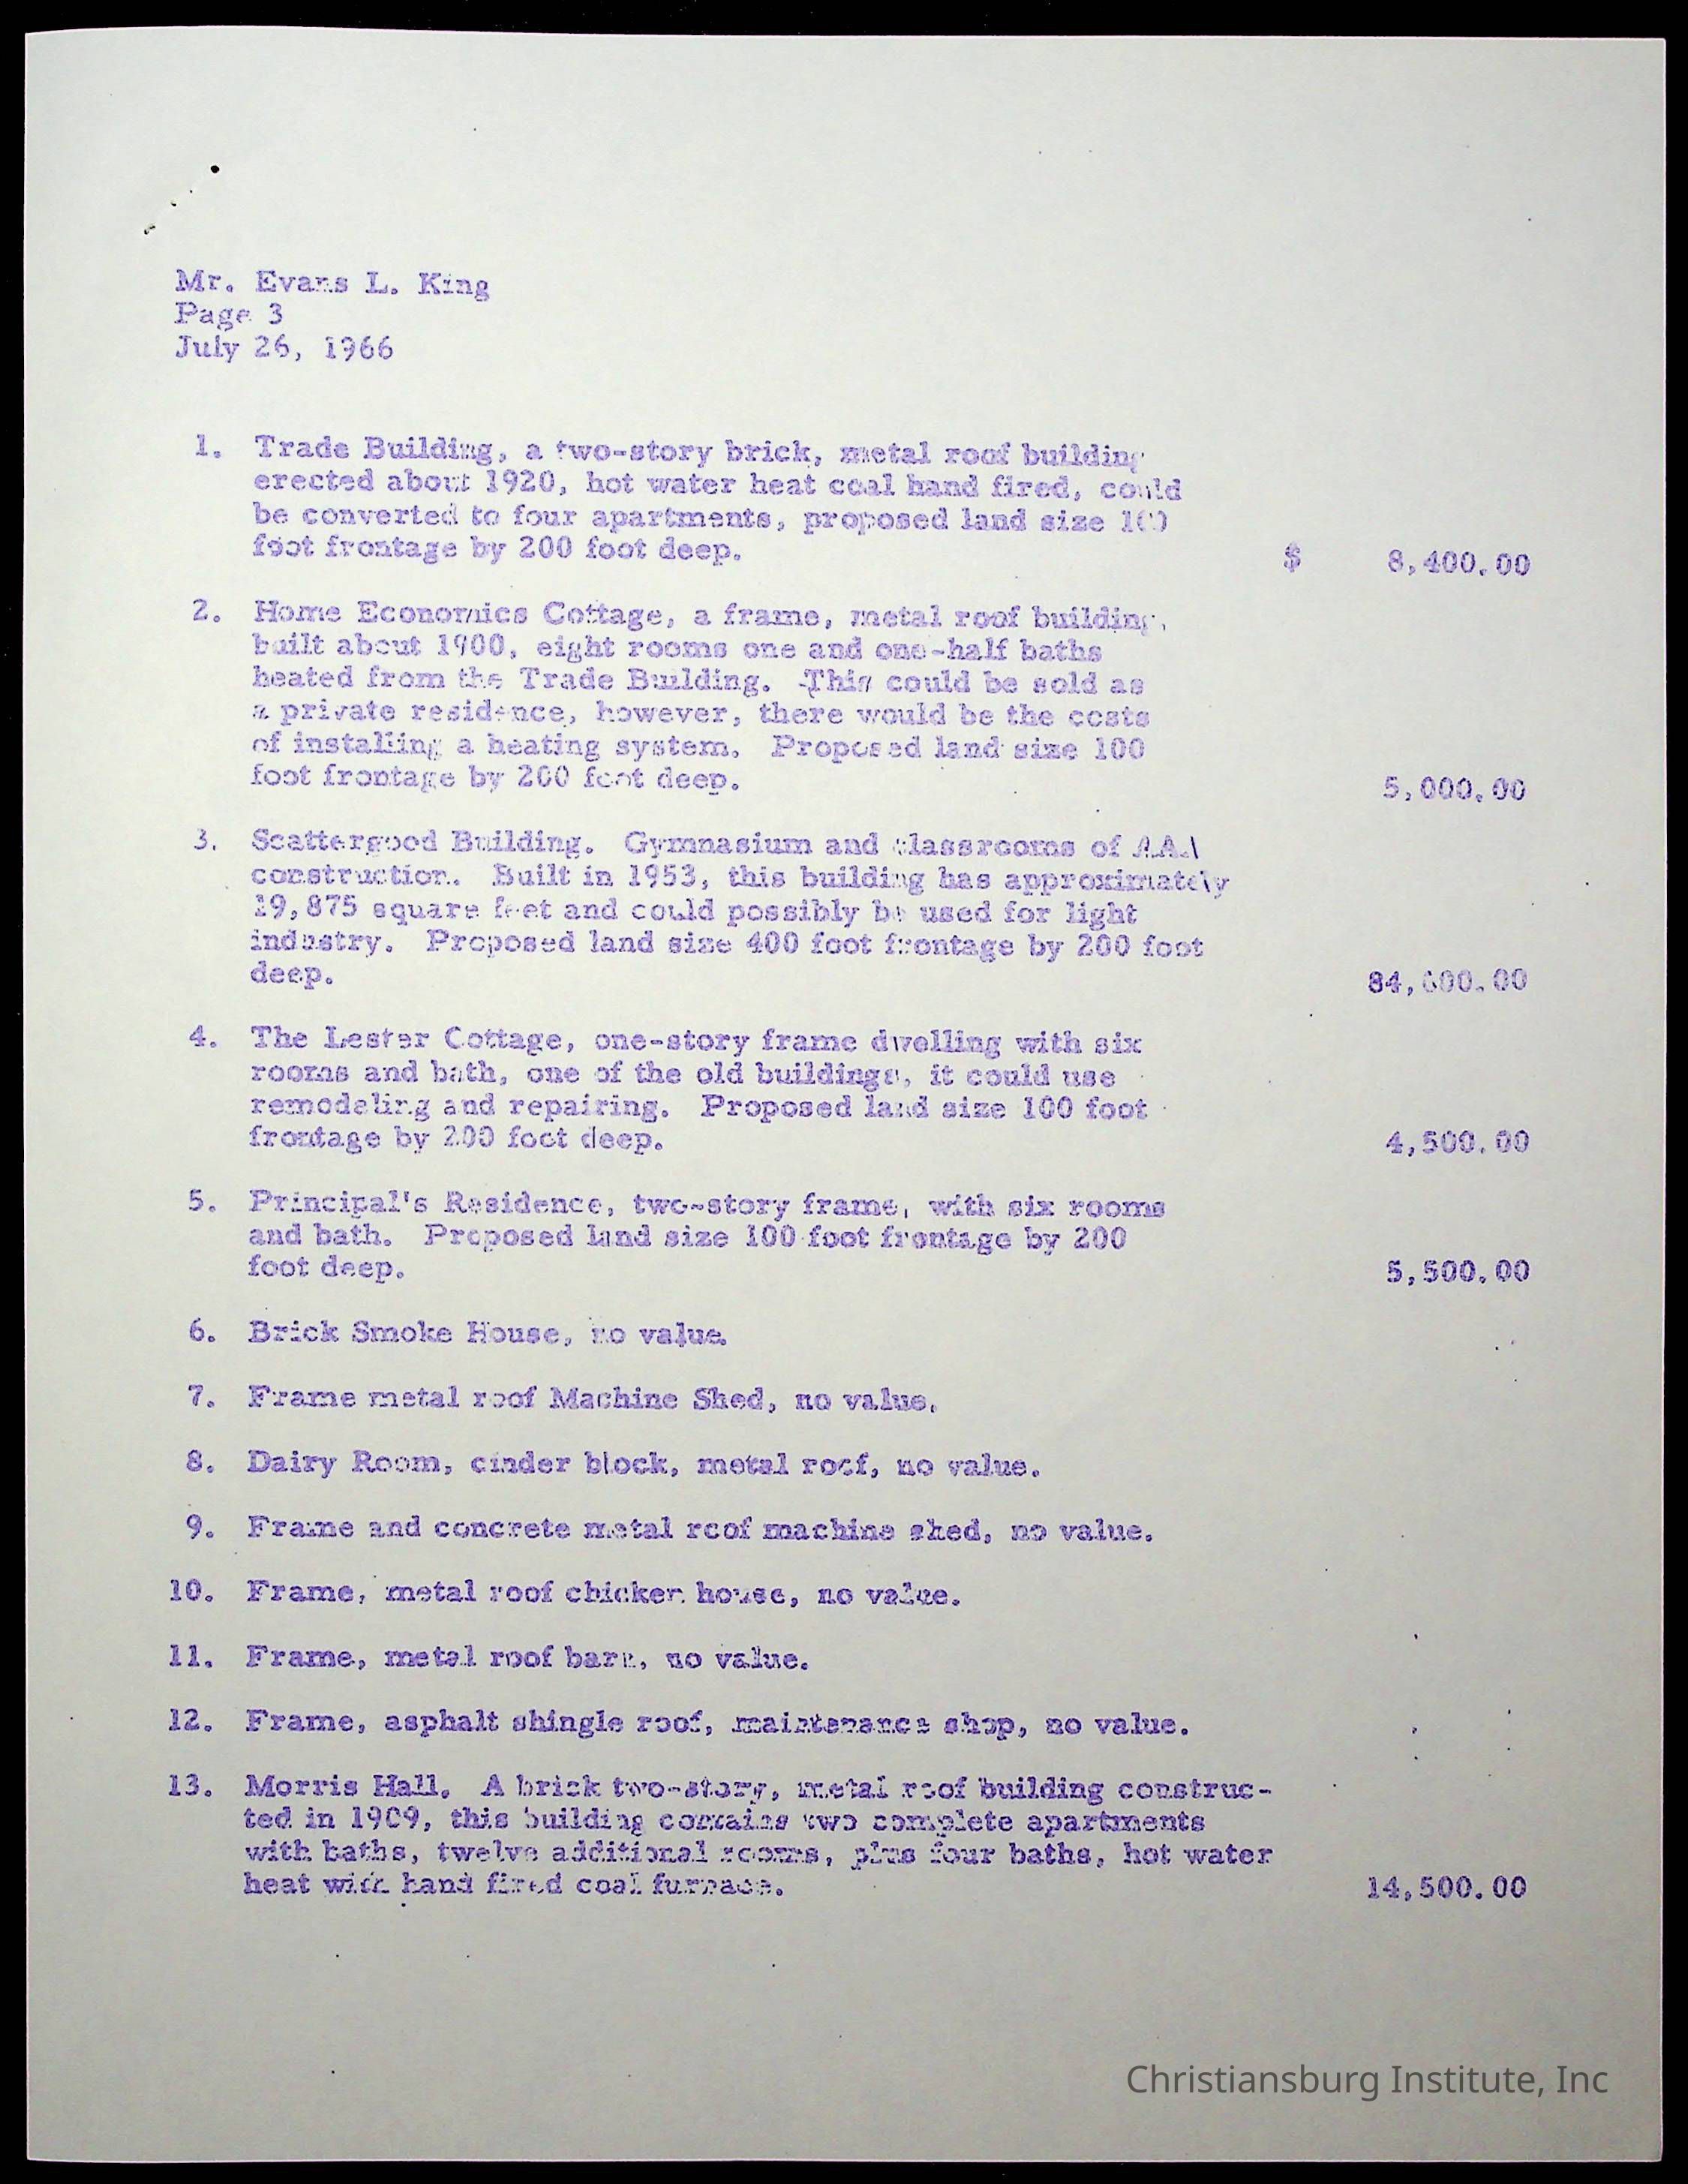 Mr. Evans L. King
Page 3
July 26, 1966
1. Trade Building, a two-story brick, metal roof building
erected about 1920, hot water heat coal hand fired, could
be converted to four apartments, proposed land size 100
foot frontage by 200 foot deep. $ 8,400.00
2. Home Economics Cottage, a frame, metal roof building,
built about 1900, eight rooms one and one-half baths
heated from the Trade Building. This could be sold as
a private residence, however, there would be the costs
of installing a heating system. Proposed land size 100
foot frontage by 200 foot deep. 5,000.00
3. Scattergood Building. Gymnasium and classrooms of AAA
construction. Built in 1953, this building has approximately
19,875 square feet and could possibly be used for light
industry. Proposed land size 400 foot frontage by 200 foot
deep.
4. The Lester Cottage, one-story frame dwelling with six
rooms and bath, one of the old buildings, it could use
remodeling and repairing. Proposed land size 100 foot
frontage by 200 foot deep. 4,500.00
5. Principal's Residence, two-story frame, with six rooms
and bath. Proposed land size 100 foot frontage by 200
foot deep. 5,500.00
6. Brick Smoke House, no value.
7. Frame metal roof Machine Shed, no value.
8. Dairy Room, cinder block, metal roof, no value.
9. Frame and concrete metal roof machine shed, no value.
10. Frame, metal roof chicken house, no value.
11. Frame, metal roof barn, no value.
12. Frame, asphalt shingle roof, maintenance shop, no value.
13. Morris Hall. A brick two-story, metal roof building construc-
ted in 1909, this building contains two complete apartments
with baths, twelve additional rooms, plus four baths, hot water
heat with hand fired coal furnace. 14,500.00
Christiansburg Institute, Inc